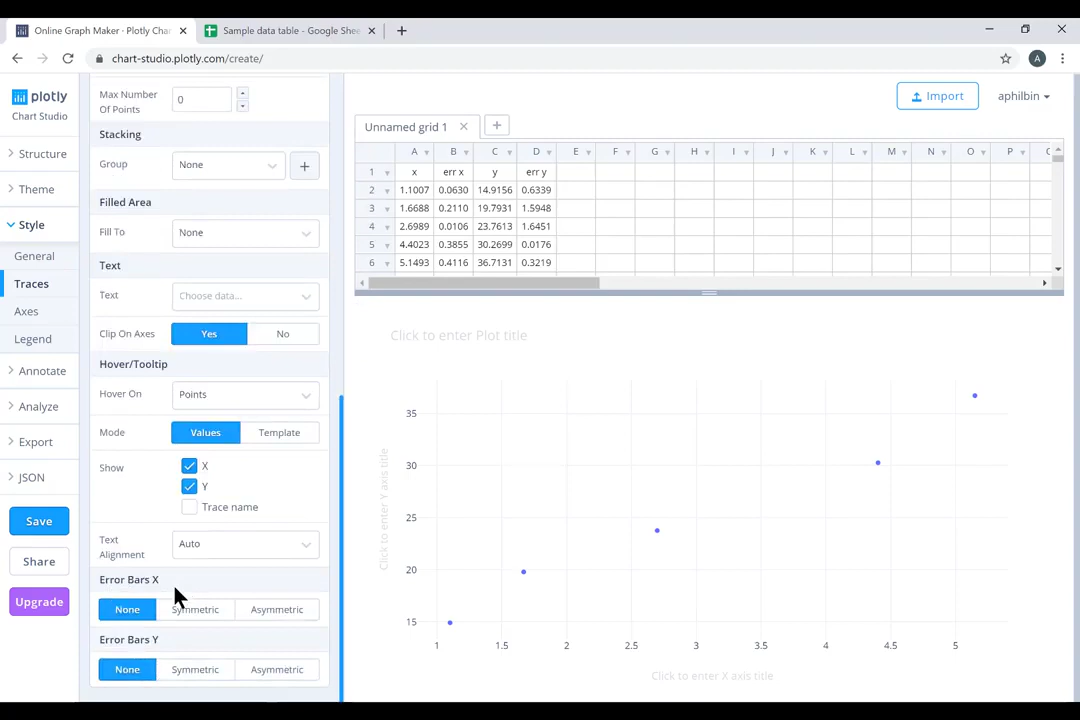 Online Graph Maker · Plotly Cha
Sample data table - Google Shee
chart-studio.plotly.com/create/
A
plotly
Chart Studio
Structure
Theme
Style
General
Traces
Axes
Legend
Annotate
Analyze
Export
JSON
Save
Share
Upgrade
Max Number
Of Points
0
Stacking
Group
None
Filled Area
Fill To
None
Text
Text
Choose data...
Clip On Axes
Yes
No
Hover/Tooltip
Hover On
Points
Mode
Values
Template
Show
X
Y
Trace name
Text
Alignment
Auto
Error Bars X
None
Symmetric
Asymmetric
Error Bars Y
None
Symmetric
Asymmetric
Import
aphilbin
Unnamed grid 1
A B C D E F G H I J K L M N O P
1 x err x y err y
2 1.1007 0.0630 14.9156 0.6339
3 1.6688 0.2110 19.7931 1.5948
4 2.6989 0.0106 23.7613 1.6451
5 4.4023 0.3855 30.2699 0.0176
6 5.1493 0.4116 36.7131 0.3219
Click to enter Plot title
Click to enter Y axis title
35
30
25
20
15
1 1.5 2 2.5 3 3.5 4 4.5 5
Click to enter X axis title